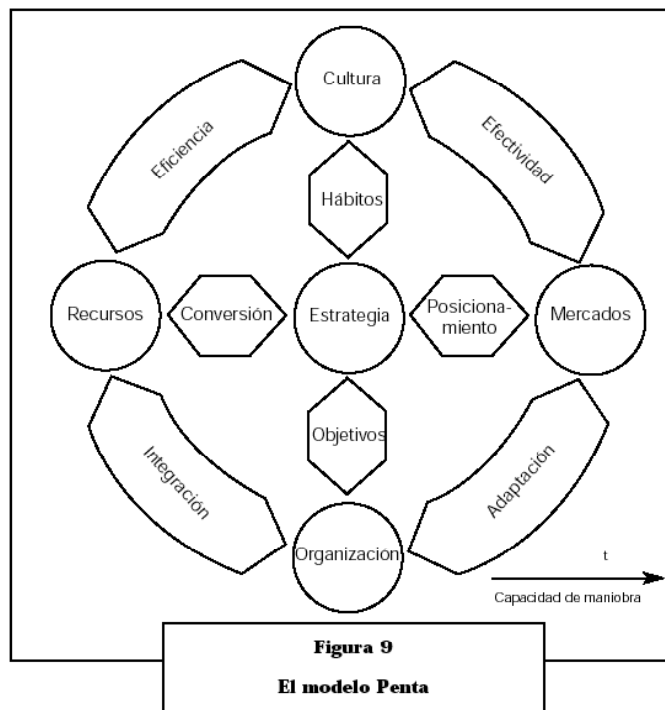 Cultura
Eficiencia
Efectividad
Hábitos
Recursos
Conversión
Estrategia
Posiciona-
miento
Mercados
Objetivos
Integración
Adaptación
Organización
t
Capacidad de maniobra
Figura 9
El modelo Penta